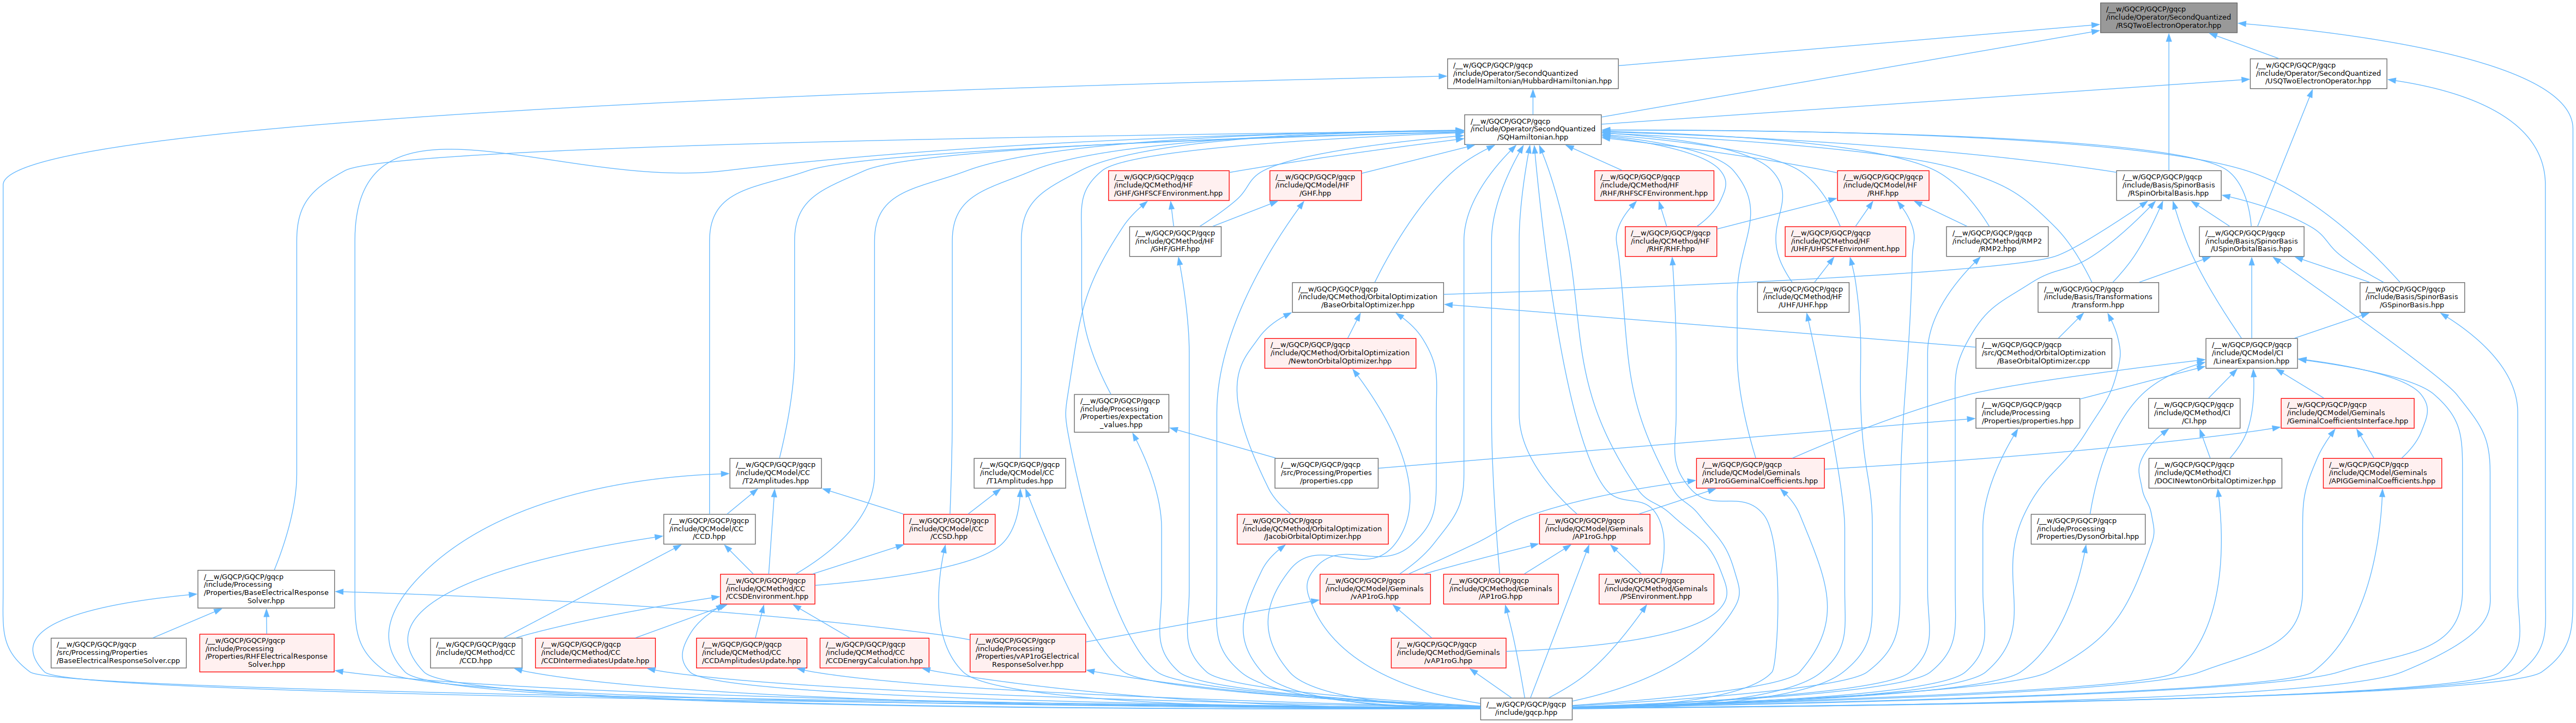 /__w/GQCP/GQCP/gqcp
/include/Operator/SecondQuantized
/RSQTwoElectronOperator.hpp
/__w/GQCP/GQCP/gqcp
/include/Operator/SecondQuantized
/ModelHamiltonian/HubbardHamiltonian.hpp
/__w/GQCP/GQCP/gqcp
/include/Operator/SecondQuantized
/USQTwoElectronOperator.hpp
/__w/GQCP/GQCP/gqcp
/include/Operator/SecondQuantized
/SQHamiltonian.hpp
/__w/GQCP/GQCP/gqcp
/include/QCMethod/HF
/GHF/GHFSCFEnvironment.hpp
/__w/GQCP/GQCP/gqcp
/include/QCModel/HF
/GHF.hpp
/__w/GQCP/GQCP/gqcp
/include/QCMethod/HF
/RHF/RHFSCFEnvironment.hpp
/__w/GQCP/GQCP/gqcp
/include/QCModel/HF
/RHF.hpp
/__w/GQCP/GQCP/gqcp
/include/Basis/SpinorBasis
/RSpinOrbitalBasis.hpp
/__w/GQCP/GQCP/gqcp
/include/QCMethod/HF
/GHF/GHF.hpp
/__w/GQCP/GQCP/gqcp
/include/QCMethod/HF
/RHF/RHF.hpp
/__w/GQCP/GQCP/gqcp
/include/QCMethod/HF
/UHF/UHFSCFEnvironment.hpp
/__w/GQCP/GQCP/gqcp
/include/QCMethod/RMP2
/RMP2.hpp
/__w/GQCP/GQCP/gqcp
/include/Basis/SpinorBasis
/USpinOrbitalBasis.hpp
/__w/GQCP/GQCP/gqcp
/include/QCMethod/OrbitalOptimization
/BaseOrbitalOptimizer.hpp
/__w/GQCP/GQCP/gqcp
/include/QCMethod/HF
/UHF/UHF.hpp
/__w/GQCP/GQCP/gqcp
/include/Basis/Transformations
/transform.hpp
/__w/GQCP/GQCP/gqcp
/include/Basis/SpinorBasis
/GSpinorBasis.hpp
/__w/GQCP/GQCP/gqcp
/include/QCMethod/OrbitalOptimization
/NewtonOrbitalOptimizer.hpp
/__w/GQCP/GQCP/gqcp
/src/QCMethod/OrbitalOptimization
/BaseOrbitalOptimizer.cpp
/__w/GQCP/GQCP/gqcp
/include/QCModel/CI
/LinearExpansion.hpp
/__w/GQCP/GQCP/gqcp
/include/Processing
/Properties/expectation
_values.hpp
/__w/GQCP/GQCP/gqcp
/include/Processing
/Properties/properties.hpp
/__w/GQCP/GQCP/gqcp
/include/QCMethod/CI
/CI.hpp
/__w/GQCP/GQCP/gqcp
/include/QCModel/Geminals
/GeminalCoefficientsInterface.hpp
/__w/GQCP/GQCP/gqcp
/include/QCModel/CC
/T2Amplitudes.hpp
/__w/GQCP/GQCP/gqcp
/include/QCModel/CC
/T1Amplitudes.hpp
/__w/GQCP/GQCP/gqcp
/src/Processing/Properties
/properties.cpp
/__w/GQCP/GQCP/gqcp
/include/QCModel/Geminals
/AP1roGGeminalCoefficients.hpp
/__w/GQCP/GQCP/gqcp
/include/QCMethod/CI
/DOCINewtonOrbitalOptimizer.hpp
/__w/GQCP/GQCP/gqcp
/include/QCModel/Geminals
/APIGGeminalCoefficients.hpp
/__w/GQCP/GQCP/gqcp
/include/QCModel/CC
/CCD.hpp
/__w/GQCP/GQCP/gqcp
/include/QCModel/CC
/CCSD.hpp
/__w/GQCP/GQCP/gqcp
/include/QCMethod/OrbitalOptimization
/JacobiOrbitalOptimizer.hpp
/__w/GQCP/GQCP/gqcp
/include/QCModel/Geminals
/AP1roG.hpp
/__w/GQCP/GQCP/gqcp
/include/Processing
/Properties/DysonOrbital.hpp
/__w/GQCP/GQCP/gqcp
/include/Processing
/Properties/BaseElectricalResponse
Solver.hpp
/__w/GQCP/GQCP/gqcp
/include/QCMethod/CC
/CCSDEnvironment.hpp
/__w/GQCP/GQCP/gqcp
/include/QCModel/Geminals
/vAP1roG.hpp
/__w/GQCP/GQCP/gqcp
/include/QCMethod/Geminals
/AP1roG.hpp
/__w/GQCP/GQCP/gqcp
/include/QCMethod/Geminals
/PSEnvironment.hpp
/__w/GQCP/GQCP/gqcp
/src/Processing/Properties
/BaseElectricalResponseSolver.cpp
/__w/GQCP/GQCP/gqcp
/include/Processing
/Properties/RHFElectricalResponse
Solver.hpp
/__w/GQCP/GQCP/gqcp
/include/QCMethod/CC
/CCD.hpp
/__w/GQCP/GQCP/gqcp
/include/QCMethod/CC
/CCDIntermediatesUpdate.hpp
/__w/GQCP/GQCP/gqcp
/include/QCMethod/CC
/CCDAmplitudesUpdate.hpp
/__w/GQCP/GQCP/gqcp
/include/QCMethod/CC
/CCDEnergyCalculation.hpp
/__w/GQCP/GQCP/gqcp
/include/Processing
/Properties/vAP1roGElectrical
ResponseSolver.hpp
/__w/GQCP/GQCP/gqcp
/include/QCMethod/Geminals
/vAP1roG.hpp
/__w/GQCP/GQCP/gqcp
/include/gqcp.hpp